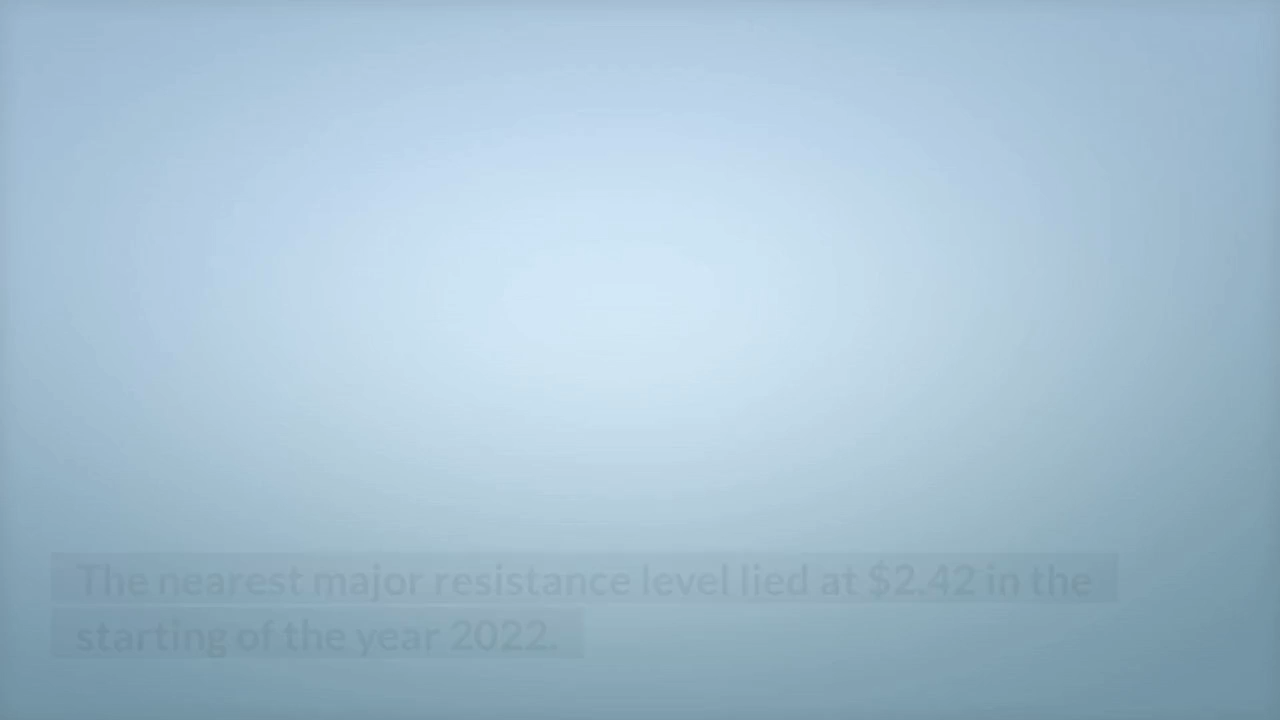 The nearest major resistance level lied at $2.42 in the
starting of the year 2022.